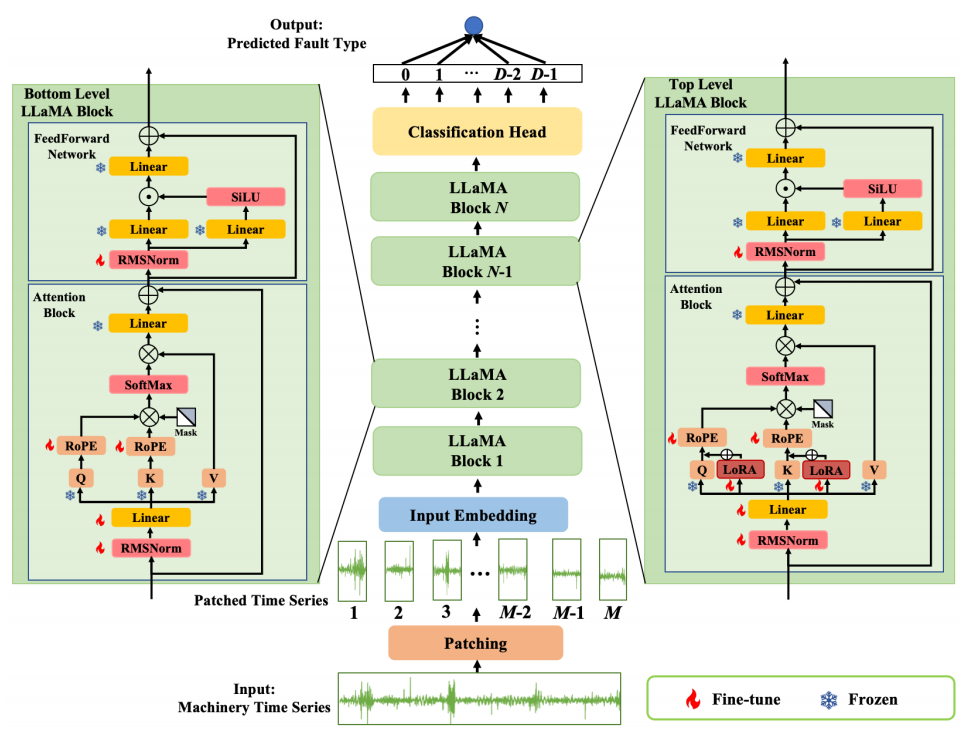 Output:
Predicted Fault Type
0 1 ... D-2 D-1
Classification Head
LLaMA
Block N
LLaMA
Block N-1
...
LLaMA
Block 2
LLaMA
Block 1
Input Embedding
...
Patched Time Series
1 2 3 M-2 M-1 M
Patching
Input:
Machinery Time Series
Bottom Level
LLaMA Block
FeedForward
Network
Linear
SiLU
Linear
Linear
RMSNorm
Attention
Block
Linear
SoftMax
Mask
RoPE
RoPE
Q
K
V
Linear
RMSNorm
Top Level
LLaMA Block
FeedForward
Network
Linear
SiLU
Linear
Linear
RMSNorm
Attention
Block
Linear
SoftMax
Mask
RoPE
RoPE
Q
LoRA
K
LoRA
V
Linear
RMSNorm
Fine-tune
Frozen